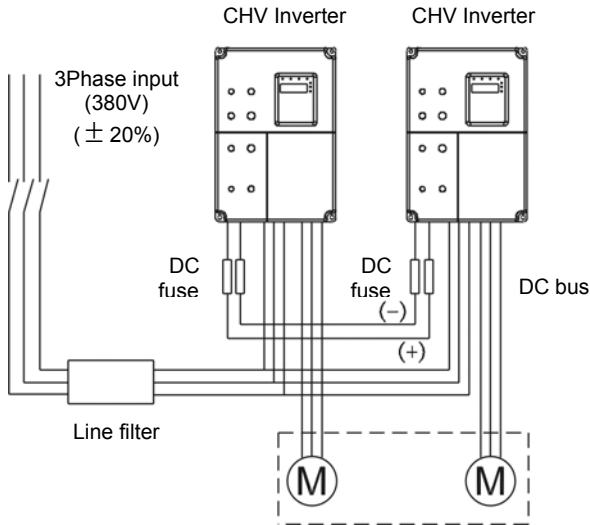 CHV Inverter
CHV Inverter
3Phase input
(380V)
( ± 20%)
DC
fuse
DC
fuse
DC bus
(−)
(+)
Line filter
M
M